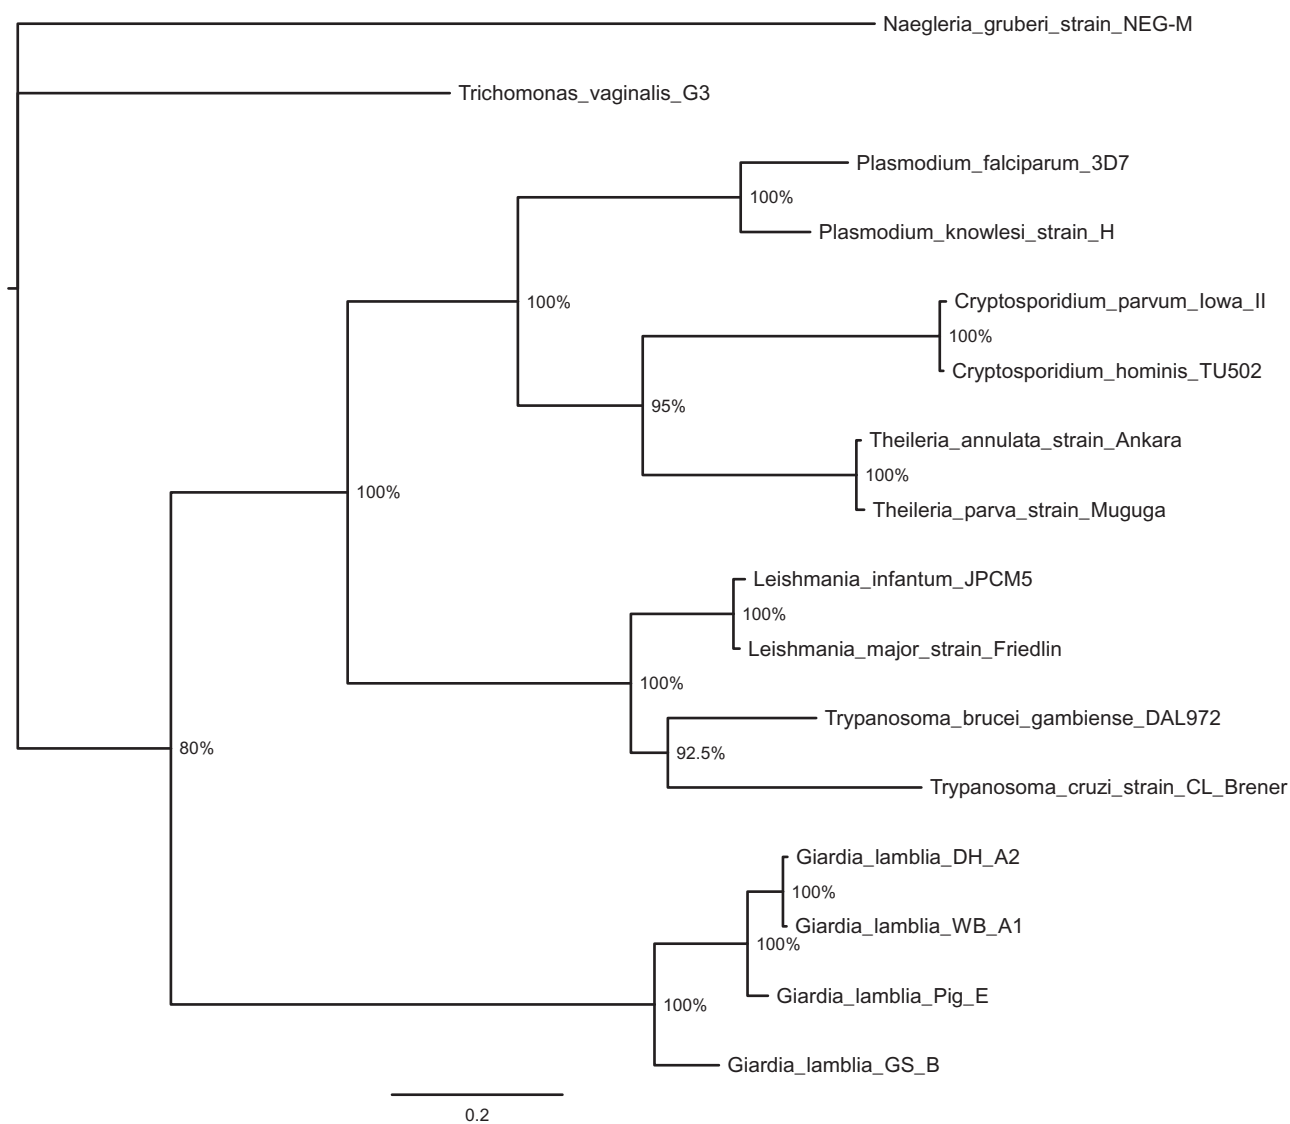 Naegleria_gruberi_strain_NEG-M
Trichomonas_vaginalis_G3
Plasmodium_falciparum_3D7
100%
Plasmodium_knowlesi_strain_H
100%
Cryptosporidium_parvum_Iowa_II
100%
Cryptosporidium_hominis_TU502
95%
Theileria_annulata_strain_Ankara
100%
Theileria_parva_strain_Muguga
100%
Leishmania_infantum_JPCM5
100%
Leishmania_major_strain_Friedlin
100%
Trypanosoma_brucei_gambiense_DAL972
92.5%
Trypanosoma_cruzi_strain_CL_Brener
80%
Giardia_lamblia_DH_A2
100%
Giardia_lamblia_WB_A1
100%
Giardia_lamblia_Pig_E
100%
Giardia_lamblia_GS_B
0.2